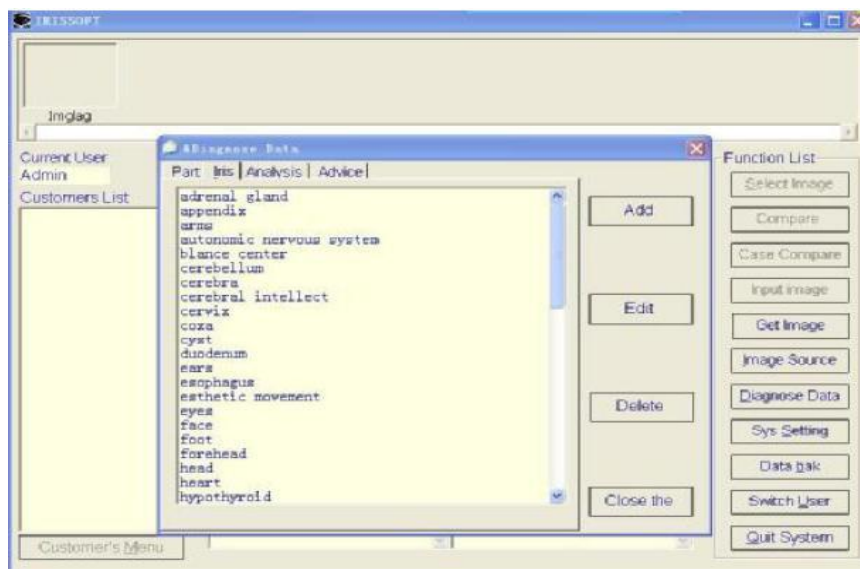 IRISSOFT
Imglag
Current User
Admin
Customers List
ADiagnose Data
Part Iris Analysis Advice
adrenal gland
appendix
arms
autonomic nervous system
blance center
cerebellum
cerebra
cerebral intellect
cervix
coxa
cyst
duodenum
ears
esophagus
esthetic movement
eyes
face
foot
forehead
head
heart
hypothyroid
Add
Edit
Delete
Close the
Function List
Select Image
Compare
Case Compare
Input image
Get Image
Image Source
Diagnose Data
Sys Setting
Data bak
Switch User
Quit System
Customer's Menu